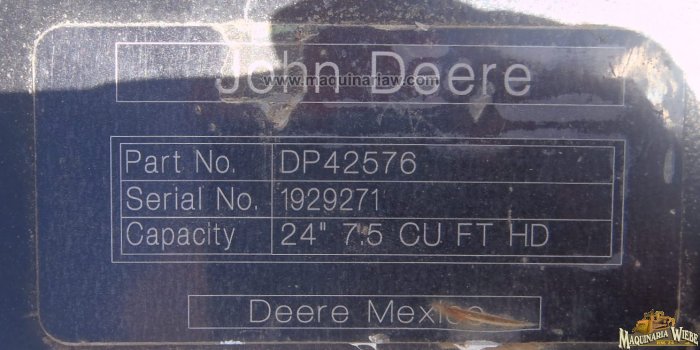 John Deere
www.maquinariaw.com
Part No. DP42576
Serial No. 1929271
Capacity 24" 7.5 CU FT HD
Deere Mexico
MAQUINARIA WIEBE